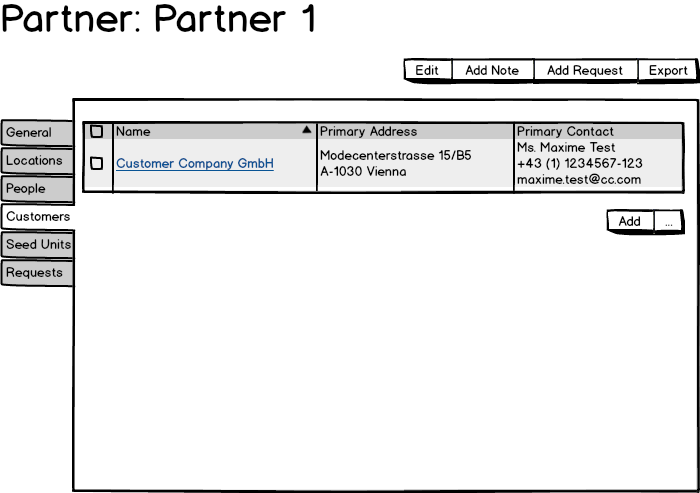 Partner: Partner 1
Edit Add Note Add Request Export
General
Locations
People
Customers
Seed Units
Requests
Name Primary Address Primary Contact
Customer Company GmbH
Modecenterstrasse 15/B5
A-1030 Vienna
Ms. Maxime Test
+43 (1) 1234567-123
maxime.test@cc.com
Add ...